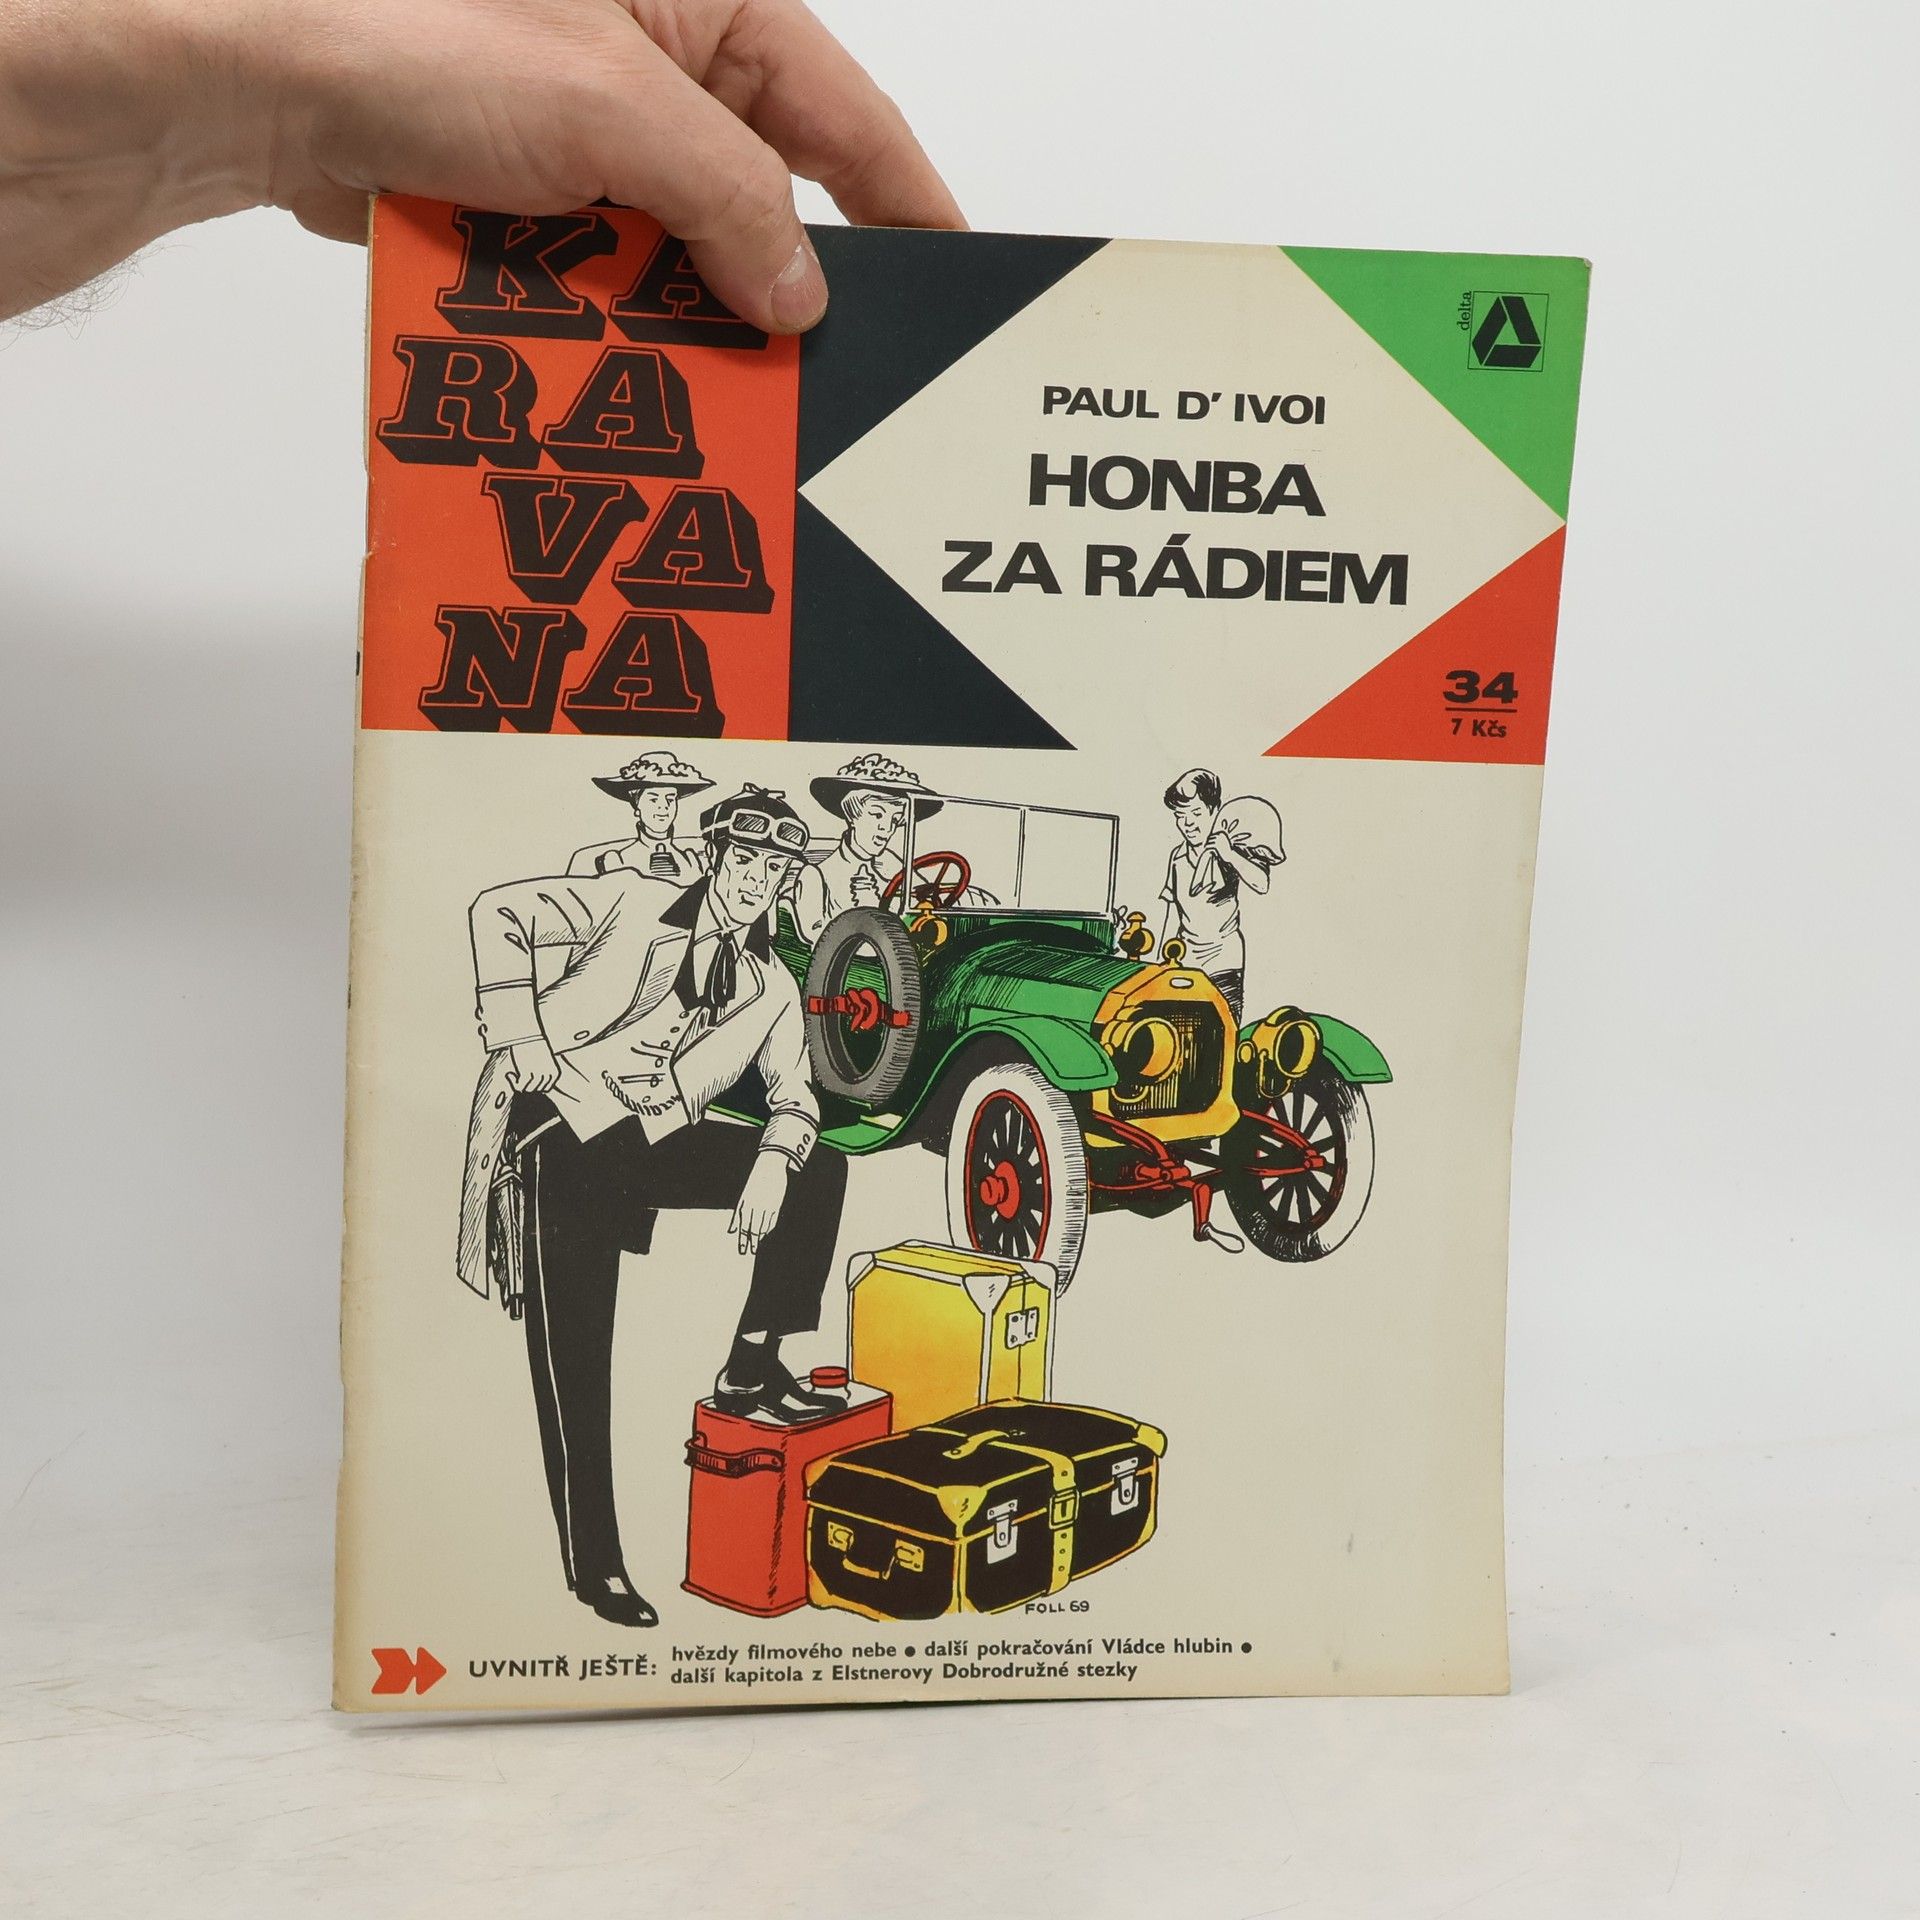 KA
RA
VA
NA
delta
PAUL D' IVOI
HONBA
ZA RÁDIEM
34
7 Kčs
FOLL 69
UVNITŘ JEŠTĚ: hvězdy filmového nebe ● další pokračování Vládce hlubin ●
další kapitola z Elstnerovy Dobrodružné stezky